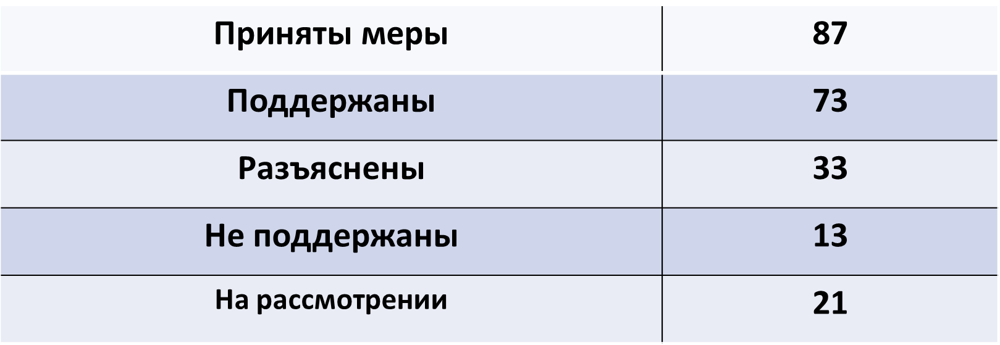 Приняты меры 87
Поддержаны 73
Разъяснены 33
Не поддержаны 13
На рассмотрении 21